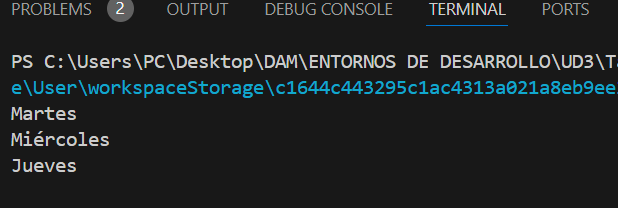 PROBLEMS 2 OUTPUT DEBUG CONSOLE TERMINAL PORTS
PS C:\Users\PC\Desktop\DAM\ENTORNOS DE DESARROLLO\UD3\T
e\User\workspaceStorage\c1644c443295c1ac4313a021a8eb9ee
Martes
Miércoles
Jueves